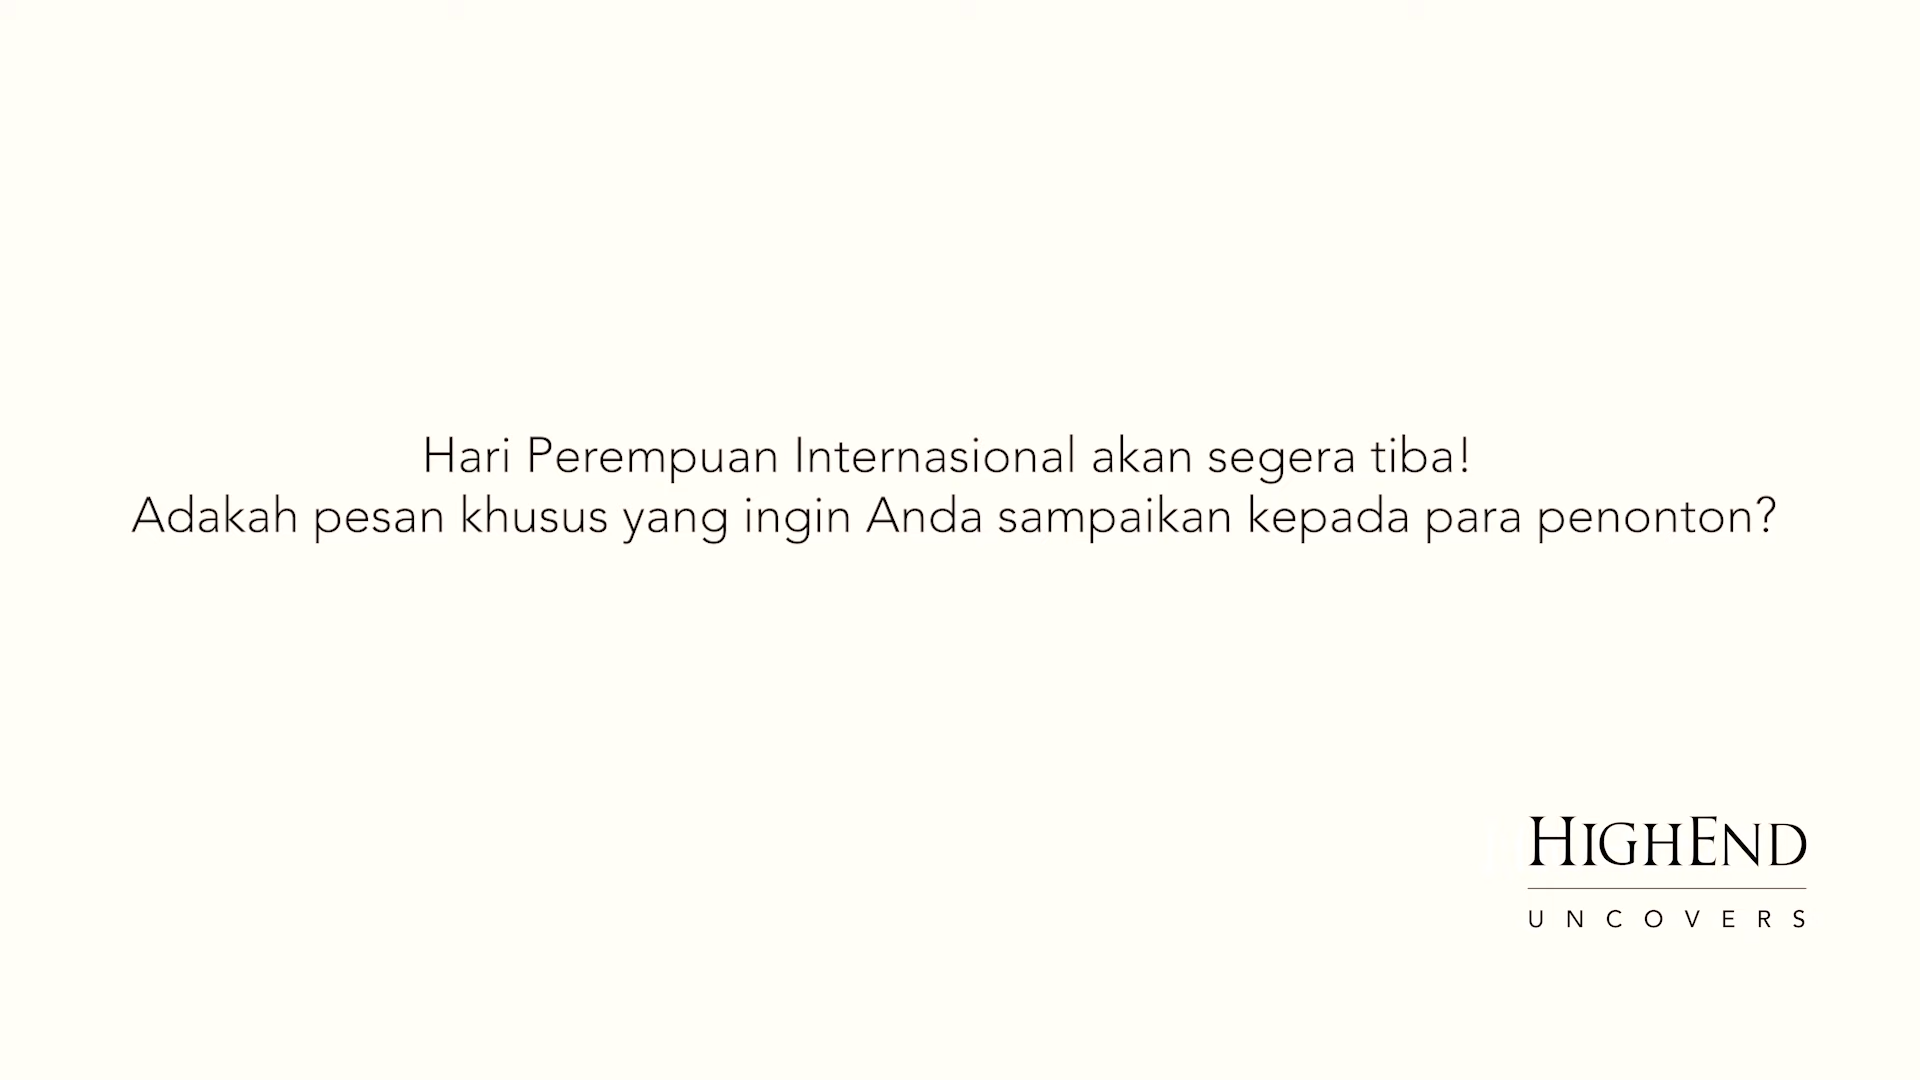 Hari Perempuan Internasional akan segera tiba!
Adakah pesan khusus yang ingin Anda sampaikan kepada para penonton?
HIGHEND
UNCOVERS